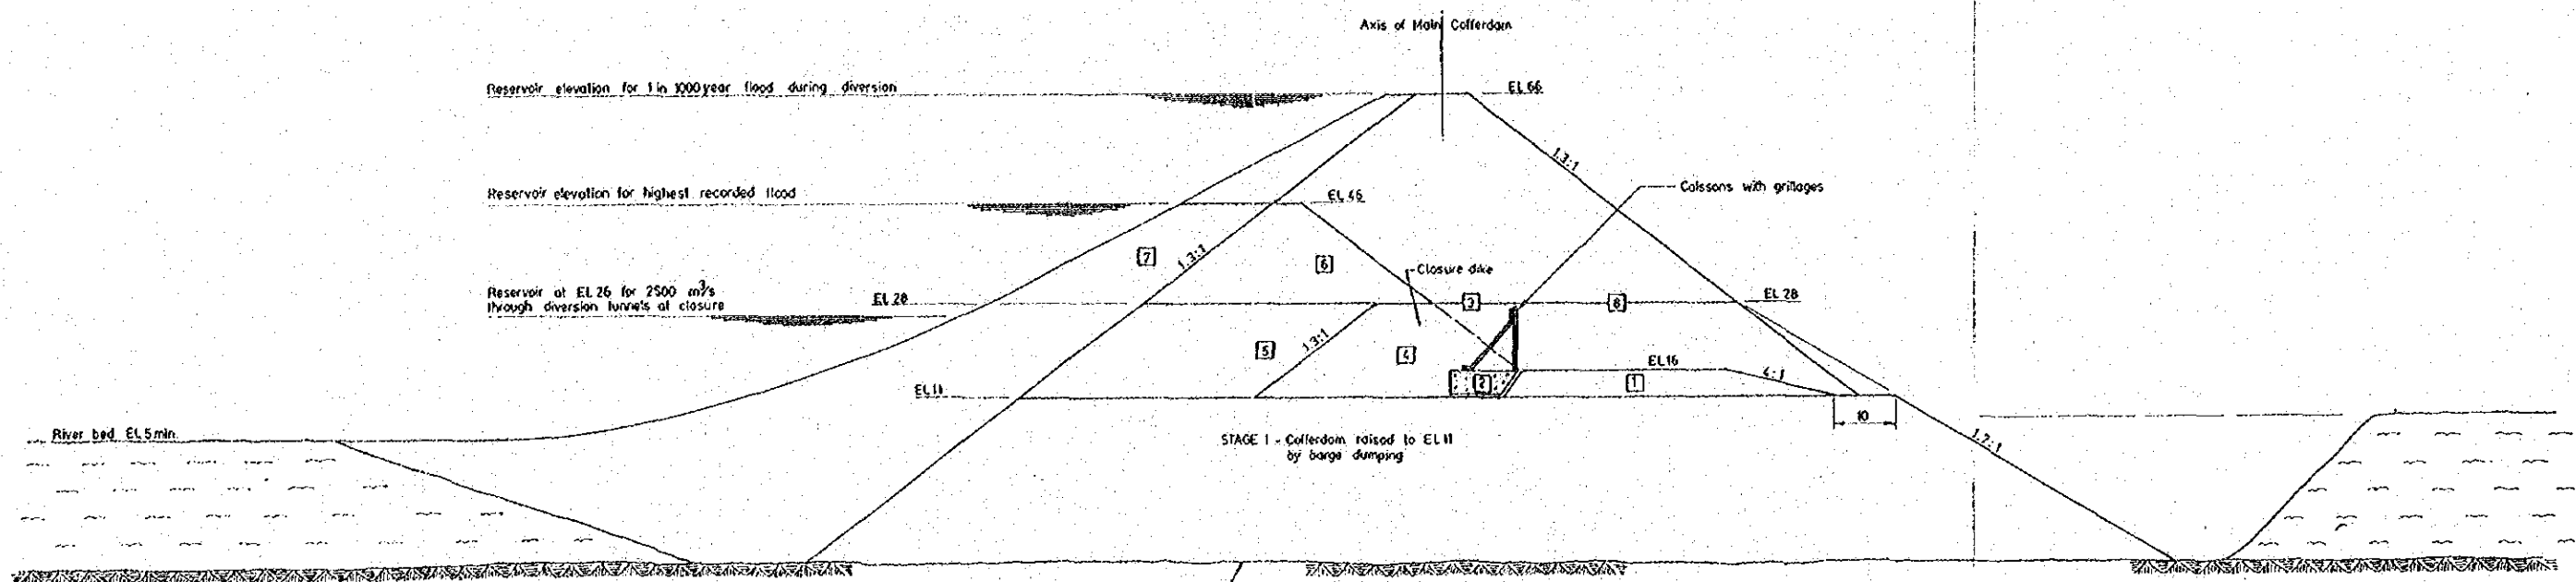 Axis of Main Cofferdam
Reservoir elevation for 1 in 1000 year flood during diversion
EL 66
1.3:1
Caissons with grillages
Reservoir elevation for highest recorded flood
EL 46
7
1.3:1
6
Closure dike
Reservoir at EL 26 for 2500 m³/s
through diversion tunnels at closure
EL 28
3
8
EL 28
5
1.3:1
4
EL 16
4:1
2
1
EL 11
10
River bed EL 5 min.
STAGE 1 - Cofferdam raised to EL 11
by barge dumping
1.7:1